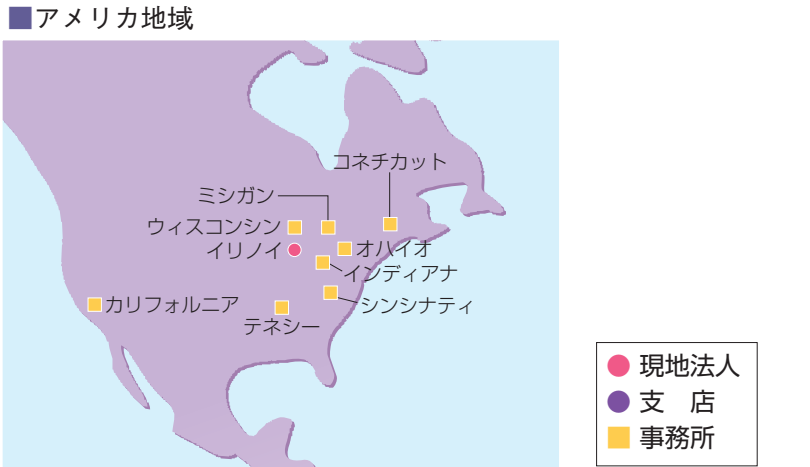 アメリカ地域
コネチカット
ミシガン
ウィスコンシン
イリノイ
オハイオ
インディアナ
カリフォルニア
シンシナティ
テネシー
現地法人
支　店
事務所